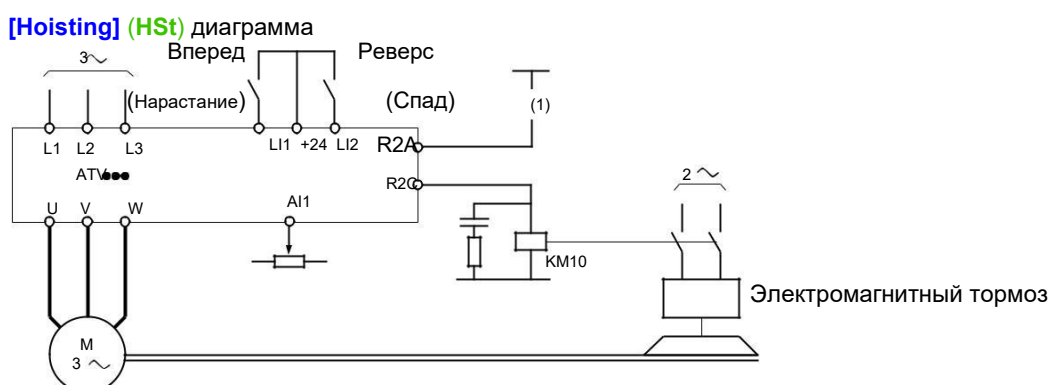 [Hoisting] (HSt) диаграмма
3~ Вперед Реверс
(Нарастание) (Спад) (1)
L1 L2 L3 LI1 +24 LI2 R2A
ATV●●● R2C 2 ~
U V W AI1
KM10
Электромагнитный тормоз
M
3 ~